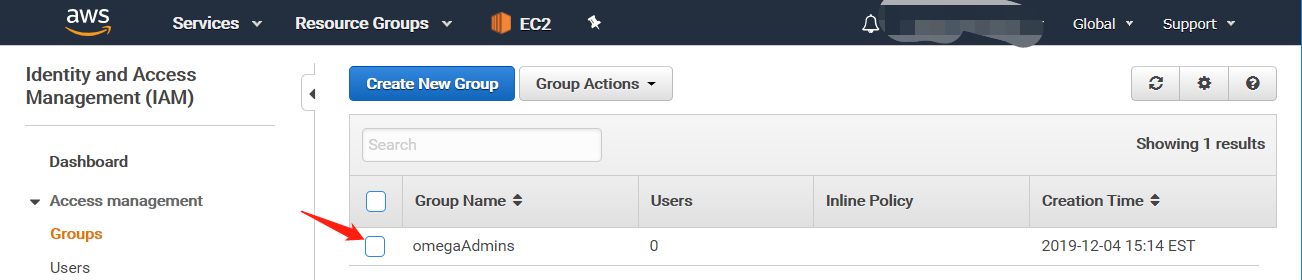 aws Services Resource Groups EC2 Global Support
Identity and Access
Management (IAM)
Create New Group Group Actions
Search
Showing 1 results
Dashboard
Access management
Groups
Users
Group Name Users Inline Policy Creation Time
omegaAdmins 0 2019-12-04 15:14 EST